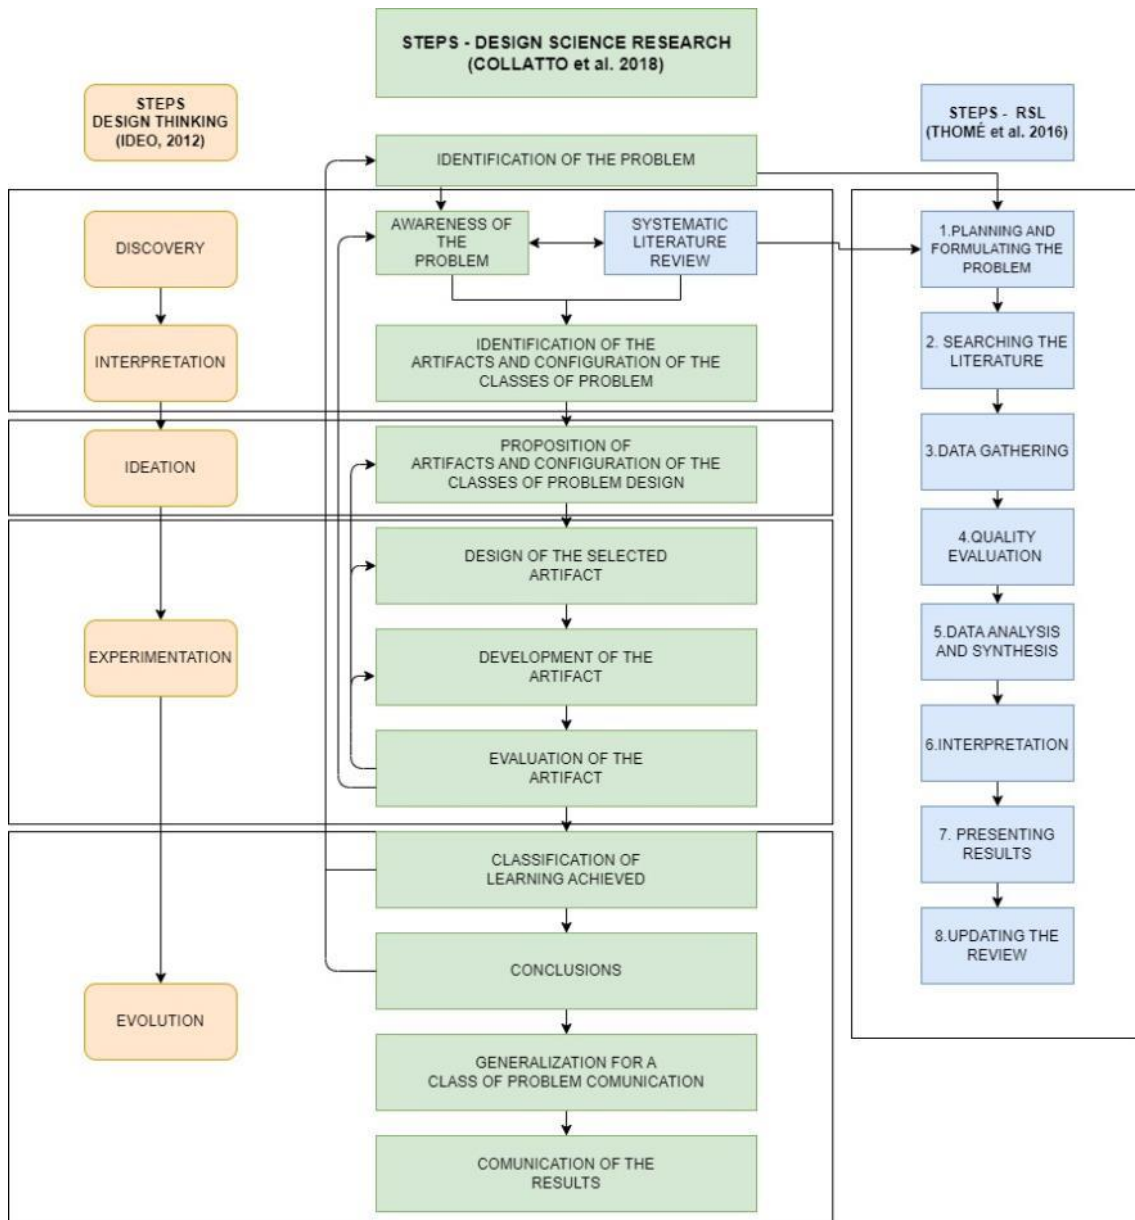 STEPS - DESIGN SCIENCE RESEARCH
(COLLATTO et al. 2018)
STEPS
DESIGN THINKING
(IDEO, 2012)
STEPS - RSL
(THOMÉ et al. 2016)
IDENTIFICATION OF THE PROBLEM
DISCOVERY
AWARENESS OF
THE
PROBLEM
SYSTEMATIC
LITERATURE
REVIEW
1.PLANNING AND
FORMULATING THE
PROBLEM
INTERPRETATION
IDENTIFICATION OF THE
ARTIFACTS AND CONFIGURATION OF THE
CLASSES OF PROBLEM
2. SEARCHING THE
LITERATURE
IDEATION
PROPOSITION OF
ARTIFACTS AND CONFIGURATION OF THE
CLASSES OF PROBLEM DESIGN
3.DATA GATHERING
DESIGN OF THE SELECTED
ARTIFACT
4.QUALITY
EVALUATION
EXPERIMENTATION
DEVELOPMENT OF THE
ARTIFACT
5.DATA ANALYSIS
AND SYNTHESIS
EVALUATION OF THE
ARTIFACT
6.INTERPRETATION
CLASSIFICATION OF
LEARNING ACHIEVED
7. PRESENTING
RESULTS
CONCLUSIONS
8.UPDATING THE
REVIEW
EVOLUTION
GENERALIZATION FOR A
CLASS OF PROBLEM COMUNICATION
COMUNICATION OF THE
RESULTS